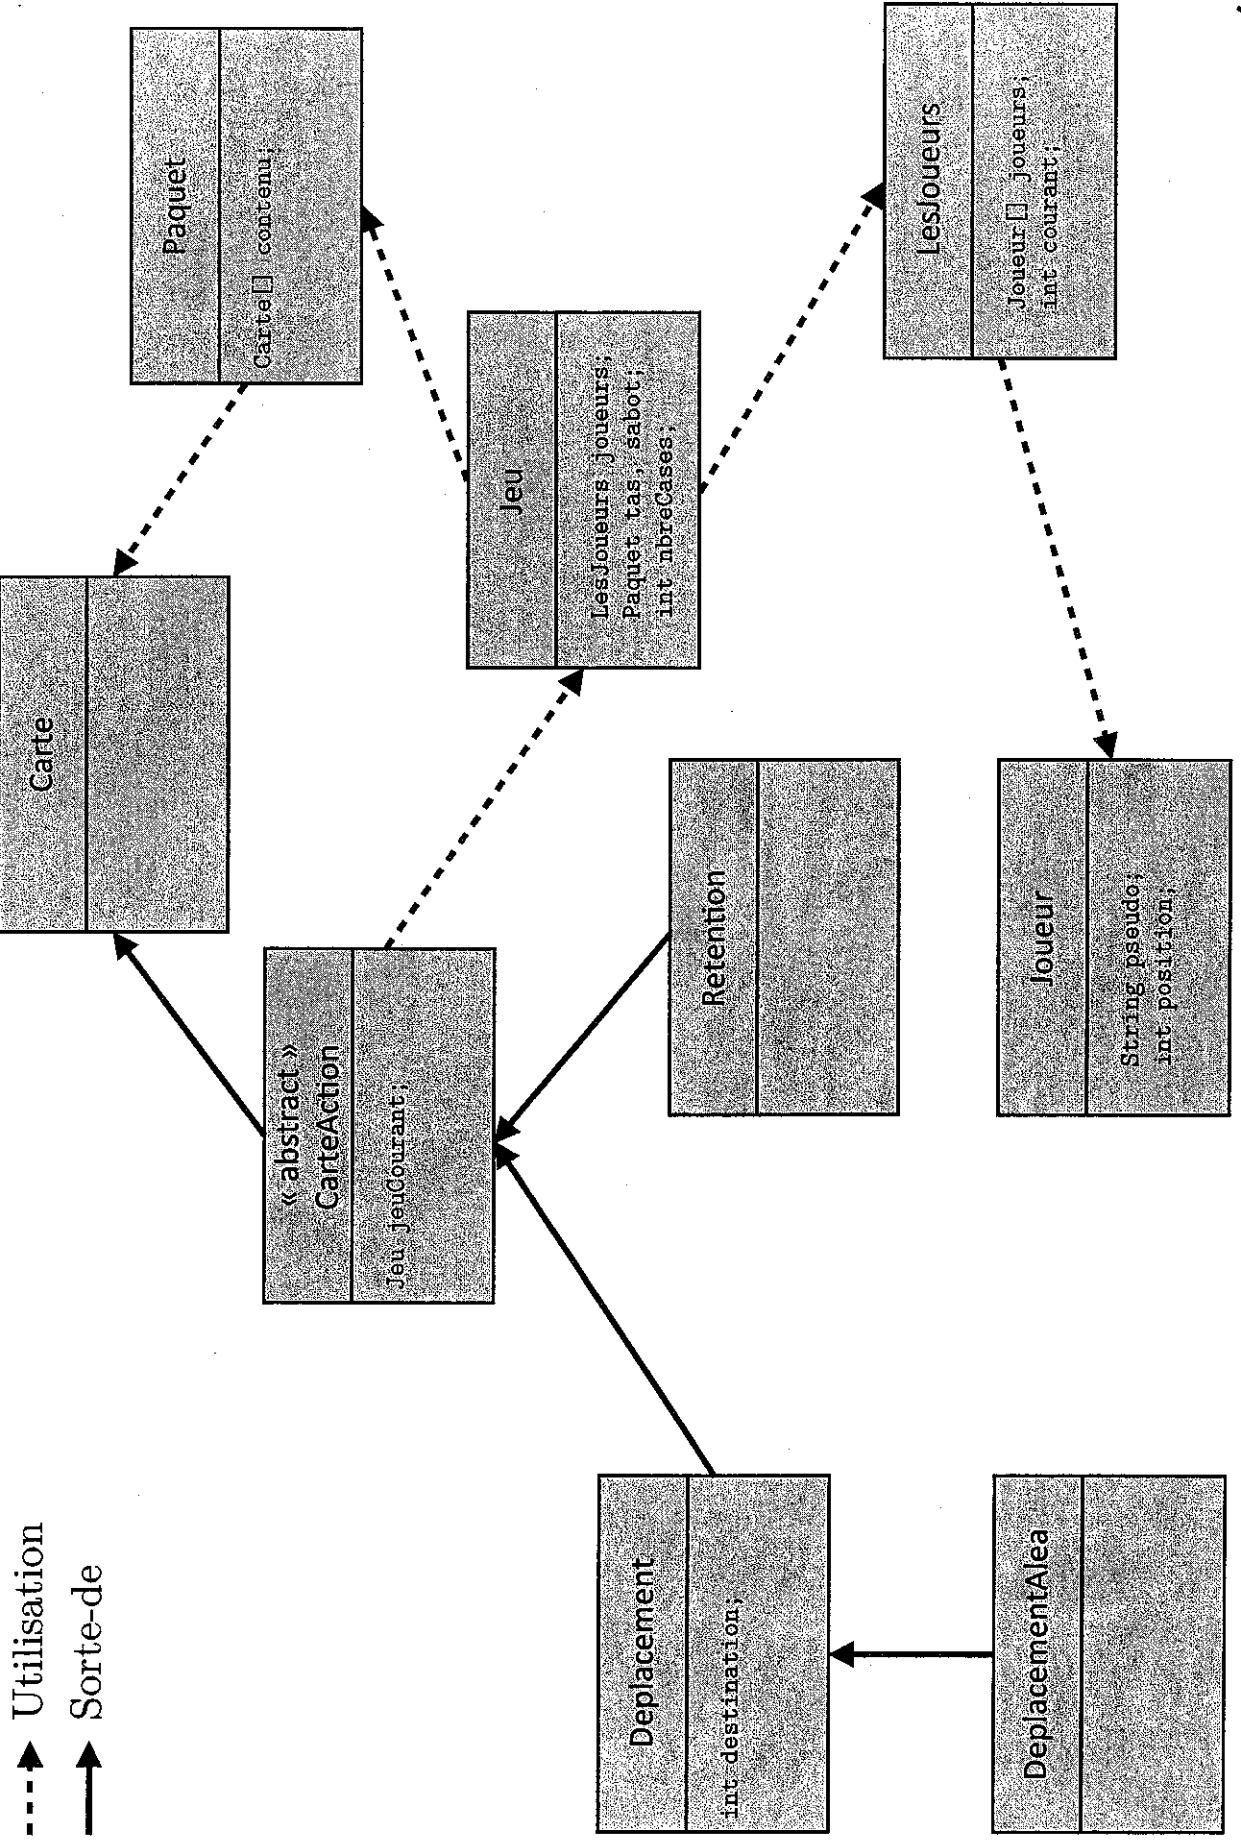 Utilisation
Sorte-de
Carte
Paquet
Carte[] contenu;
« abstract »
CarteAction
Jeu jeuCourant;
Jeu
LesJoueurs joueurs;
Paquet tas, sabot;
int nbreCases;
Deplacement
int destination;
Retention
LesJoueurs
Joueur[] joueurs;
int courant;
DeplacementAlea
Joueur
String pseudo;
int position;